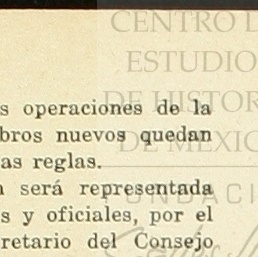 CENTRO D
ESTUDIO
DE HISTOR
DE MEXIC
FUNDACI
s operaciones de la
bros nuevos quedan
as reglas.
a será representada
s y oficiales, por el
retario del Consejo